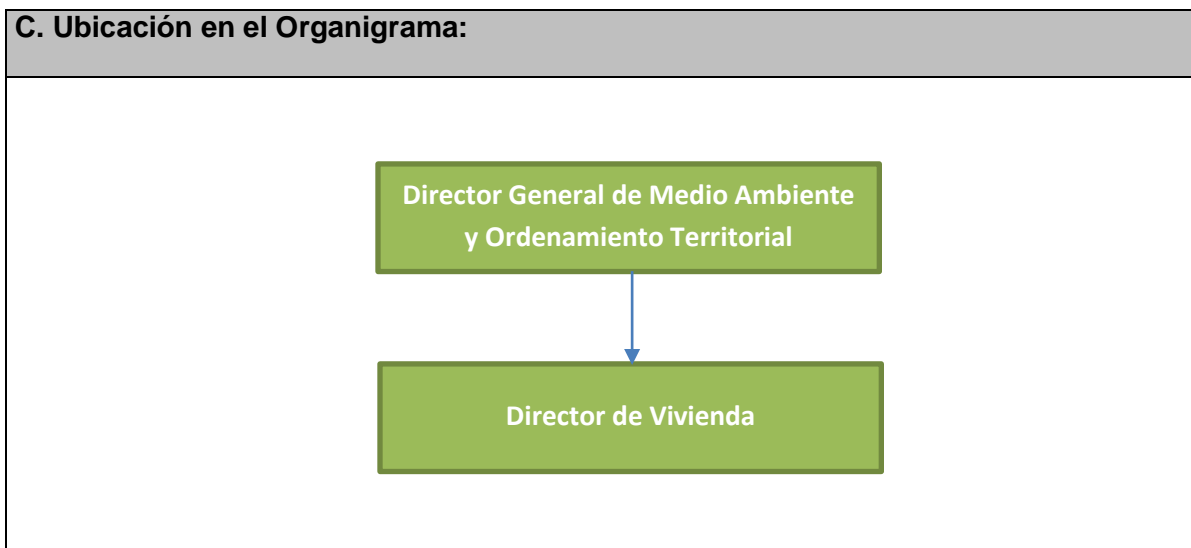 C. Ubicación en el Organigrama:
Director General de Medio Ambiente
y Ordenamiento Territorial
Director de Vivienda